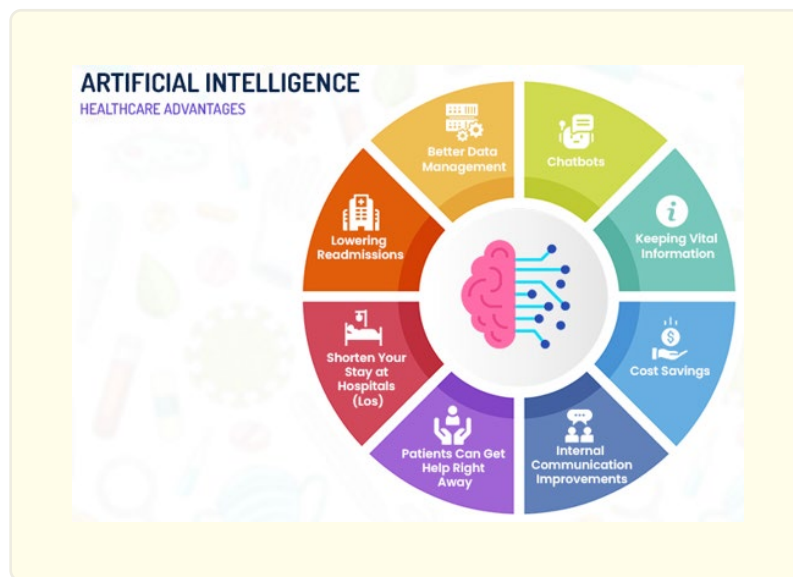 ARTIFICIAL INTELLIGENCE
HEALTHCARE ADVANTAGES
Better Data
Management
Chatbots
Keeping Vital
Information
Cost Savings
Internal
Communication
Improvements
Patients Can Get
Help Right
Away
Shorten Your
Stay at
Hospitals
(Los)
Lowering
Readmissions